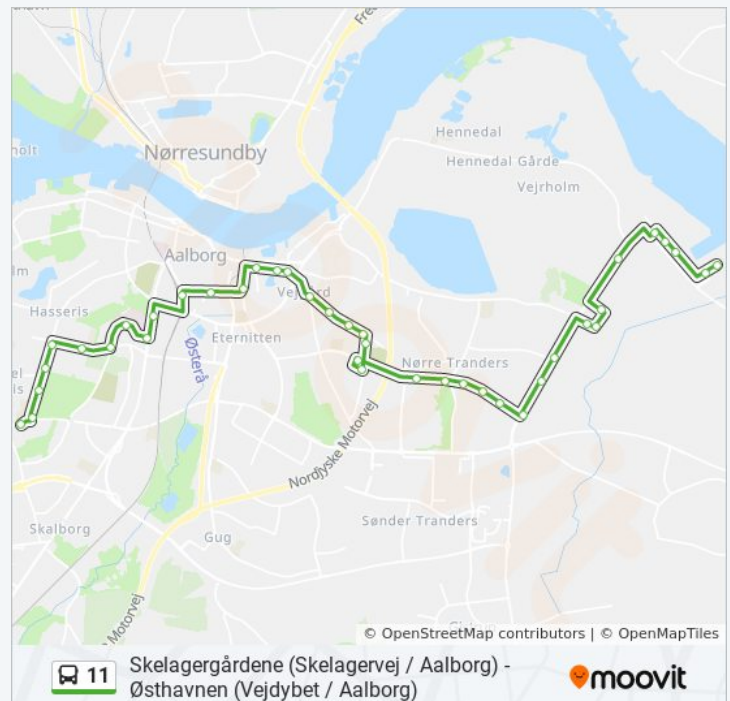 Nørresundby
Hennedal
Hennedal Gårde
Vejrholm
Aalborg
Hasseris
Eternitten
Østerå
Nørre Tranders
Nordjyske Motorvej
Sønder Tranders
Skalborg
Gug
Motorvej
© OpenStreetMap contributors | © OpenMapTiles
11
Skelagergårdene (Skelagervej / Aalborg) -
Østhavnen (Vejdybet / Aalborg)
moovit